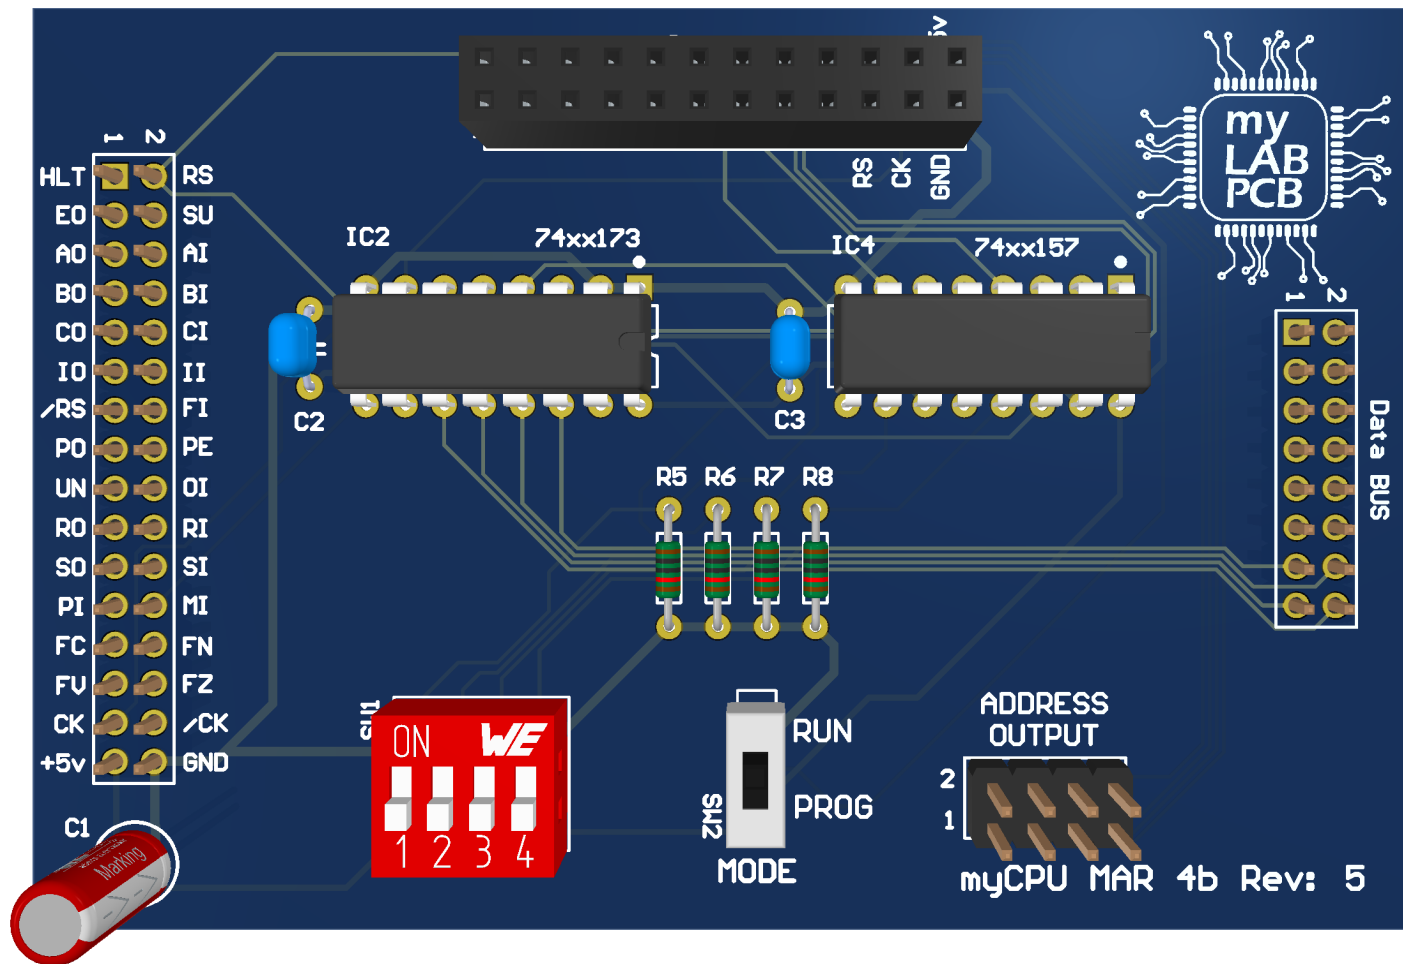 5v
my
LAB
PCB
RS
CK
GND
1 2
HLT RS
EO SU
AO AI
BO BI
CO CI
IO II
/RS FI
PO PE
UN OI
RO RI
SO SI
PI MI
FC FN
FV FZ
CK /CK
+5v GND
IC2
74xx173
IC4
74xx157
C2
C3
1 2
Data BUS
R5 R6 R7 R8
SW1
ON WE
1 2 3 4
RUN
PROG
SW2
MODE
ADDRESS
OUTPUT
2
1
C1
Marking
myCPU MAR 4b Rev: 5